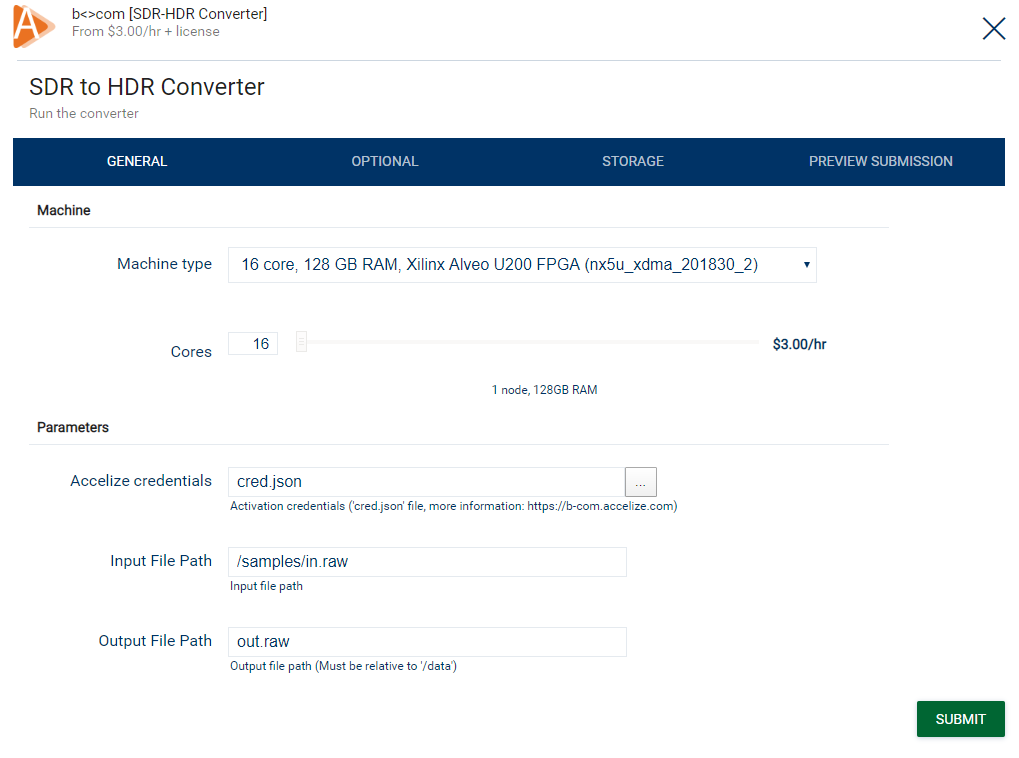 b<>com [SDR-HDR Converter]
From $3.00/hr + license
SDR to HDR Converter
Run the converter
GENERAL OPTIONAL STORAGE PREVIEW SUBMISSION
Machine
Machine type 16 core, 128 GB RAM, Xilinx Alveo U200 FPGA (nx5u_xdma_201830_2)
Cores 16 $3.00/hr
1 node, 128GB RAM
Parameters
Accelize credentials cred.json ...
Activation credentials ('cred.json' file, more information: https://b-com.accelize.com)
Input File Path /samples/in.raw
Input file path
Output File Path out.raw
Output file path (Must be relative to '/data')
SUBMIT